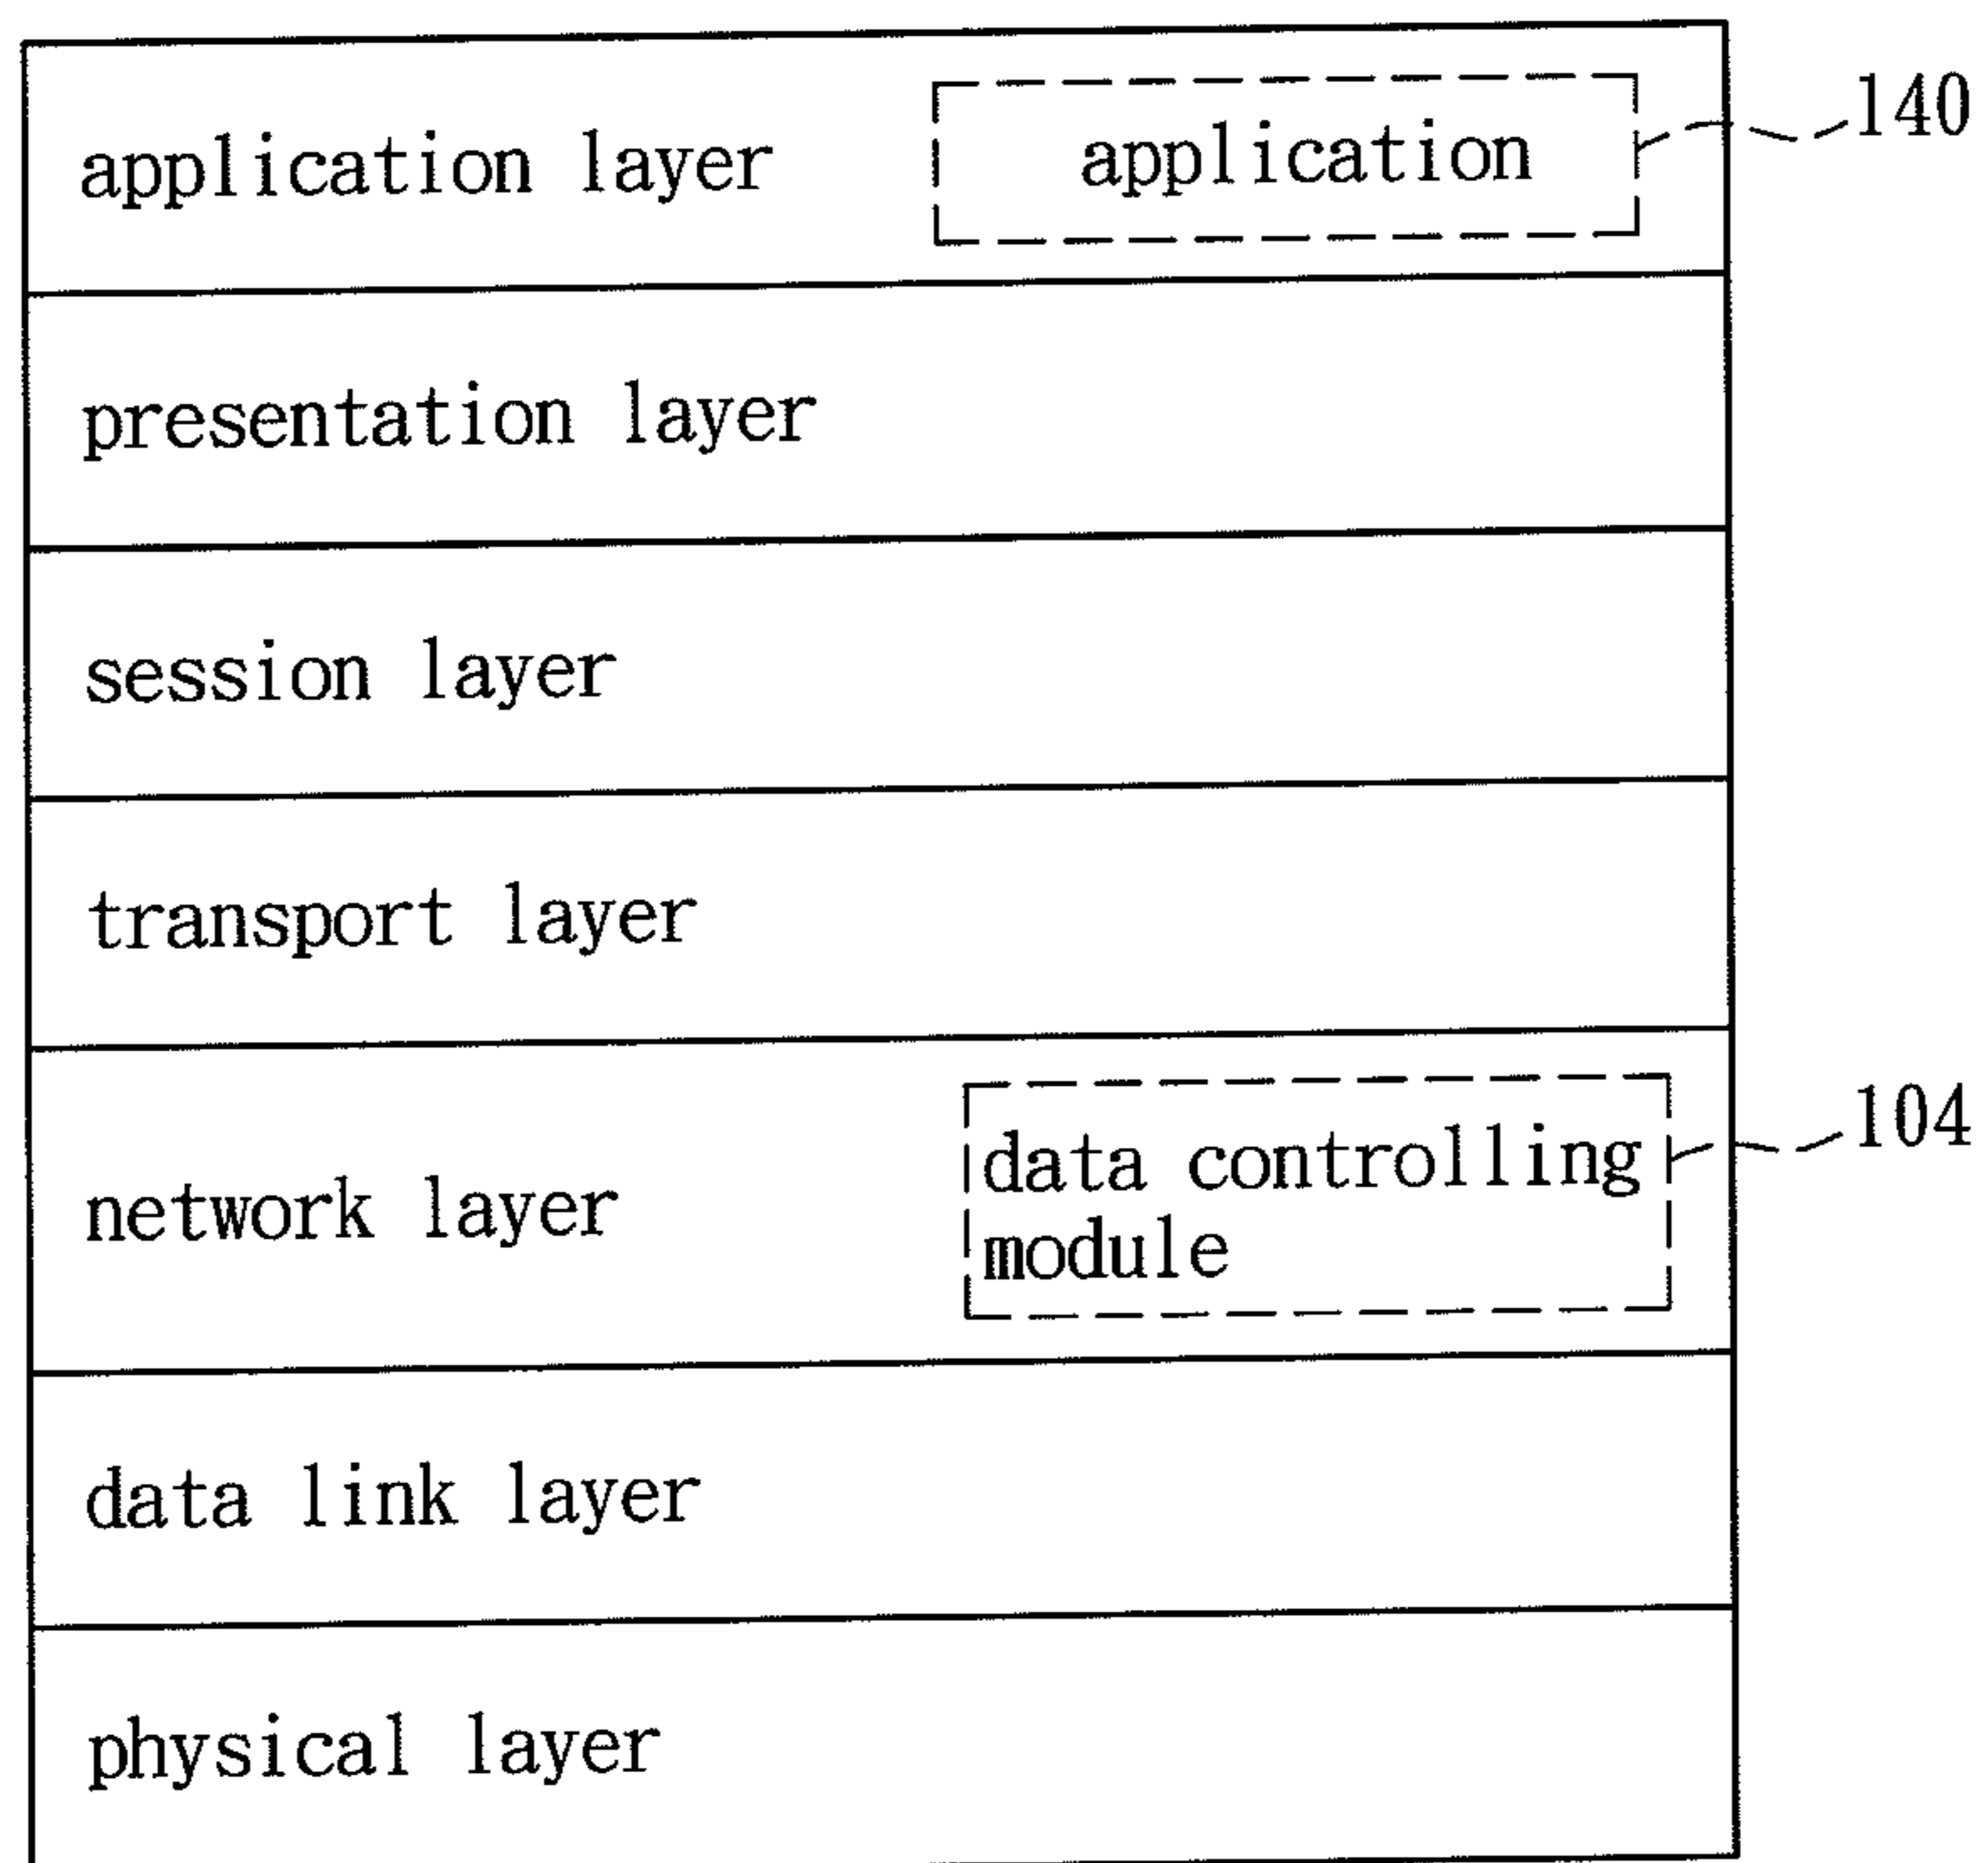 application layer
application
140
presentation layer
session layer
transport layer
network layer
data controlling
module
104
data link layer
physical layer